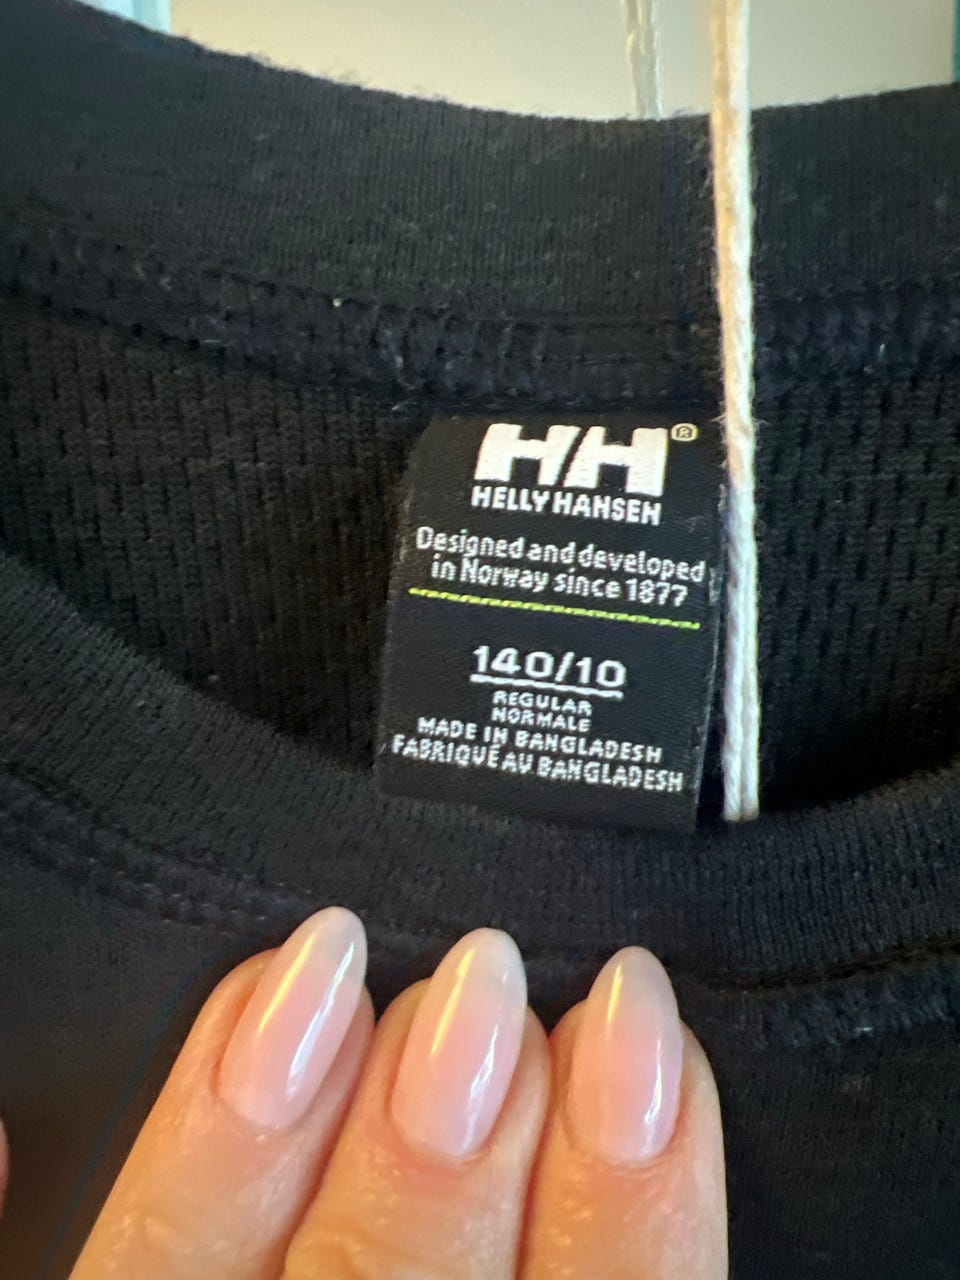 HH®
HELLY HANSEN
Designed and developed
in Norway since 1877
140/10
REGULAR
NORMALE
MADE IN BANGLADESH
FABRIQUÉ AU BANGLADESH